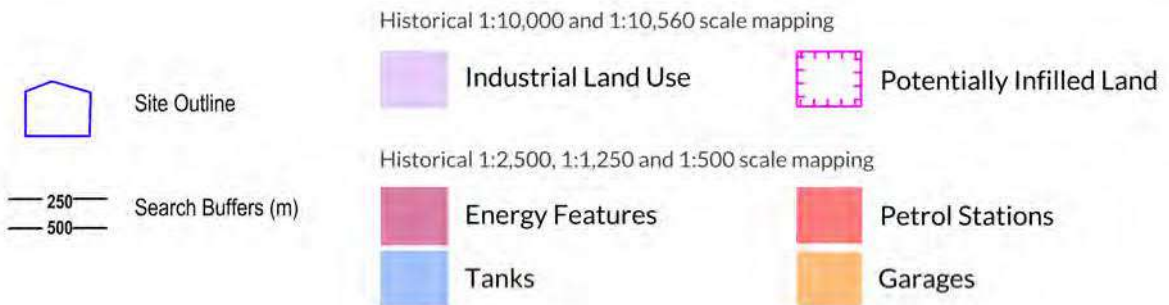 Historical 1:10,000 and 1:10,560 scale mapping
Industrial Land Use
Potentially Infilled Land
Site Outline
Historical 1:2,500, 1:1,250 and 1:500 scale mapping
250
500
Search Buffers (m)
Energy Features
Petrol Stations
Tanks
Garages